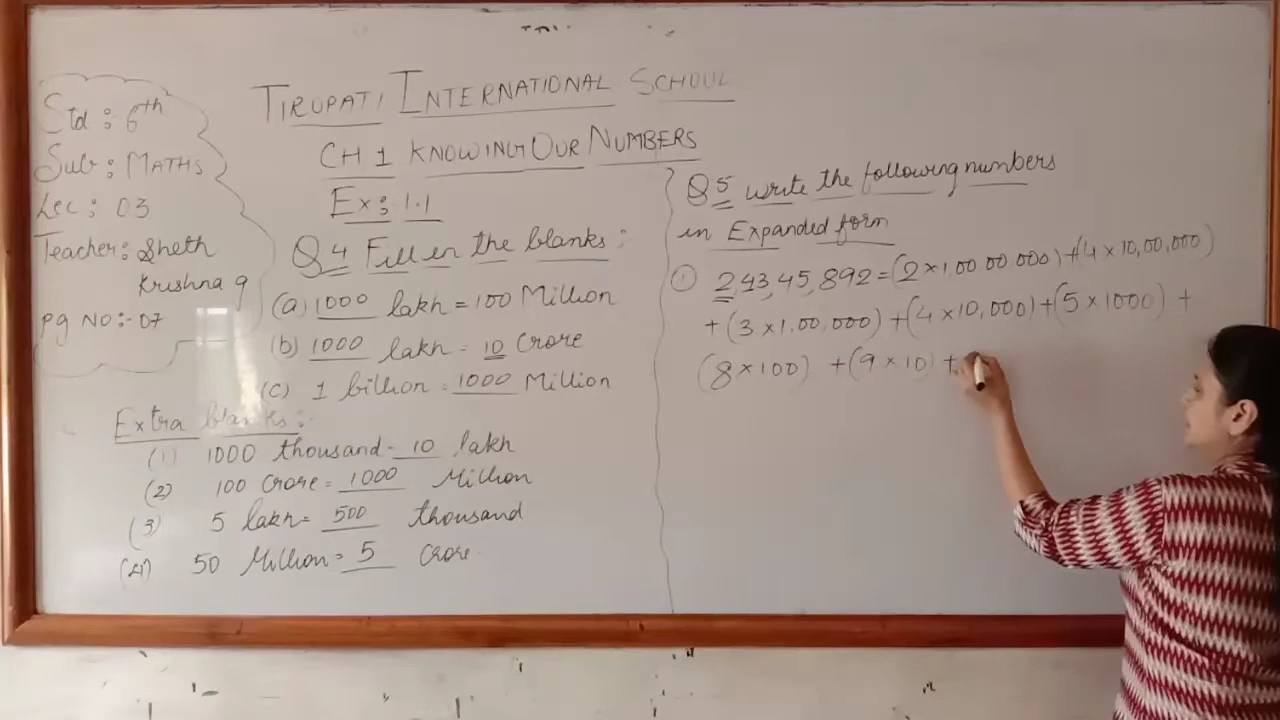 TIRUPATI INTERNATIONAL SCHOOL
CH 1 KNOWING OUR NUMBERS
Ex: 1.1
Std : 6th
Sub : MATHS
Lec : 03
Teacher: Sheth
Krishna g
Pg NO :- 07
Q 4 Fill in the blanks :
(a) 1000 lakh = 100 Million
(b) 1000 lakh = 10 Crore
(c) 1 billion = 1000 Million
Extra blanks :-
(1) 1000 thousand = 10 lakh
(2) 100 Crore = 1000 Million
(3) 5 lakh = 500 thousand
(4) 50 Million = 5 Crore
Q 5 Write the following numbers
in Expanded form
① 2,43,45,892 = (2 × 1,00,00,000) + (4 × 10,00,000)
+ (3 × 1,00,000) + (4 × 10,000) + (5 × 1000) +
(8 × 100) + (9 × 10) +